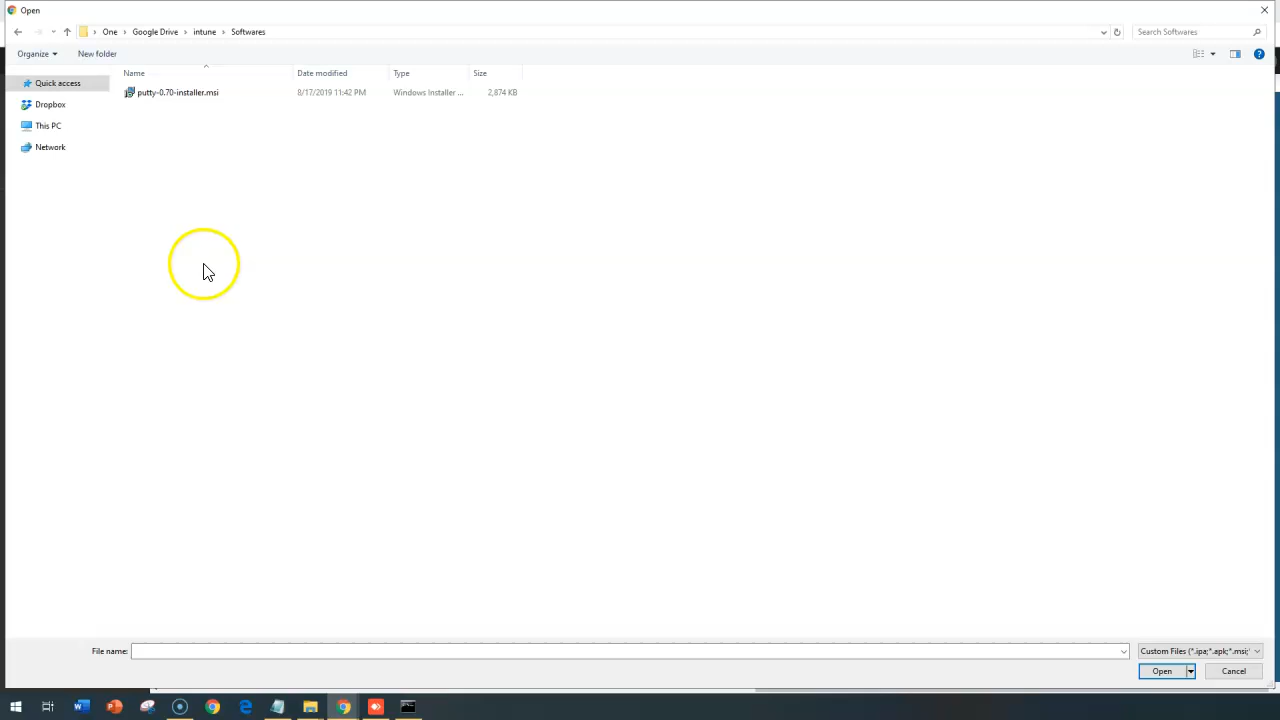 Open
One Google Drive intune Softwares
Search Softwares
Organize New folder
Name Date modified Type Size
Quick access
putty-0.70-installer.msi 8/17/2019 11:42 PM Windows Installer ... 2,874 KB
Dropbox
This PC
Network
File name:
Custom Files (*.ipa;*.apk;*.msi;*
Open Cancel